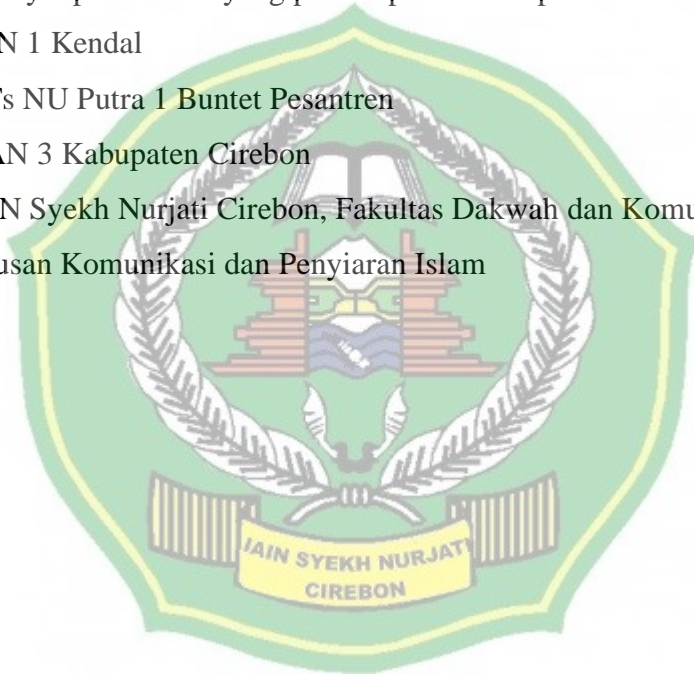 yang
N 1 Kendal
s NU Putra 1 Buntet Pesantren
AN 3 Kabupaten Cirebon
N Syekh Nurjati Cirebon, Fakultas Dakwah dan Komu
usan Komunikasi dan Penyiaran Islam
IAIN SYEKH NURJATI
CIREBON